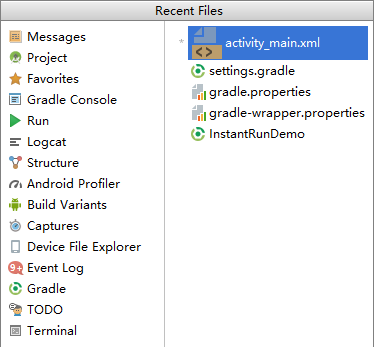 Recent Files
Messages
Project
Favorites
Gradle Console
Run
Logcat
Structure
Android Profiler
Build Variants
Captures
Device File Explorer
9+ Event Log
Gradle
TODO
Terminal
* activity_main.xml
settings.gradle
gradle.properties
gradle-wrapper.properties
InstantRunDemo